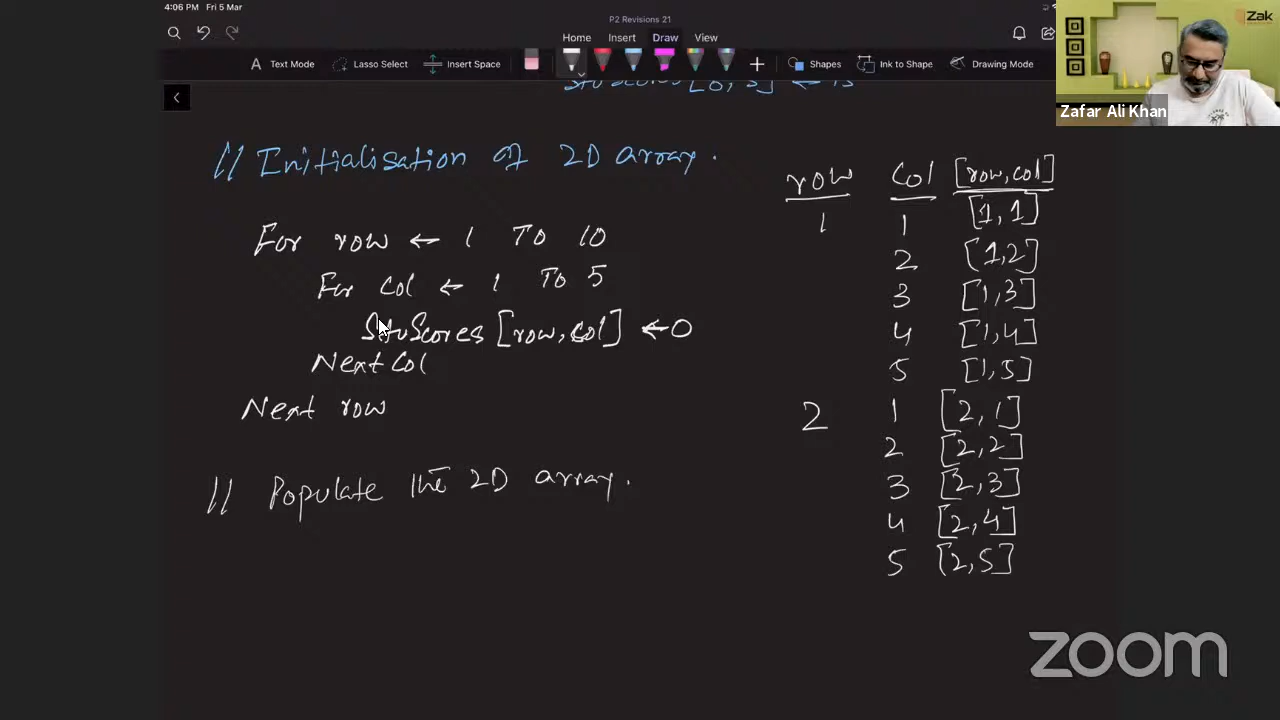 4:06 PM Fri 5 Mar
P2 Revisions 21
Home Insert Draw View
Text Mode Lasso Select Insert Space Shapes Ink to Shape Drawing Mode
Zak
Zafar Ali Khan
StuScores [8, 3] ← 15
// Initialisation of 2D array.
For row ← 1 To 10
For col ← 1 To 5
StuScores [row, col] ← 0
Next Col
Next row
// Populate the 2D array.
row Col [row, col]
1 1 [1, 1]
2 [1,2]
3 [1,3]
4 [1,4]
5 [1,5]
2 1 [2, 1]
2 [2,2]
3 [2,3]
4 [2,4]
5 [2,5]
zoom